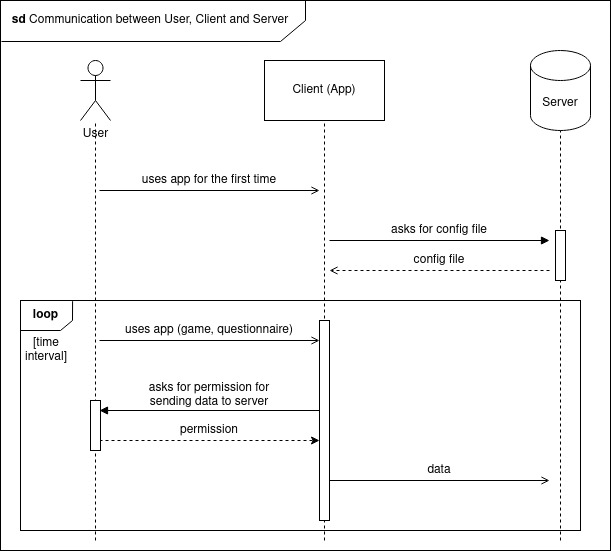 sd Communication between User, Client and Server
User
Client (App)
Server
uses app for the first time
asks for config file
config file
loop
[time
interval]
uses app (game, questionnaire)
asks for permission for
sending data to server
permission
data